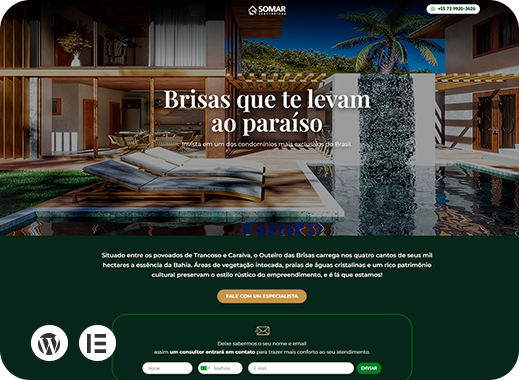 SOMAR
CONSTRUTORA
+55 73 9920-3626
Brisas que te levam
ao paraíso
Invista em um dos condomínios mais exclusivos do Brasil.
Situado entre os povoados de Trancoso e Caraíva, o Outeiro das Brisas carrega nos quatro cantos de seus mil
hectares a essência da Bahia. Áreas de vegetação intocada, praias de águas cristalinas e um rico patrimônio
cultural preservam o estilo rústico do empreendimento, e é lá que estamos!
FALE COM UM ESPECIALISTA
Deixe sabermos o seu nome e email
assim um consultor entrará em contato para trazer mais conforto ao seu atendimento.
Nome
Telefone
E-mail
ENVIAR